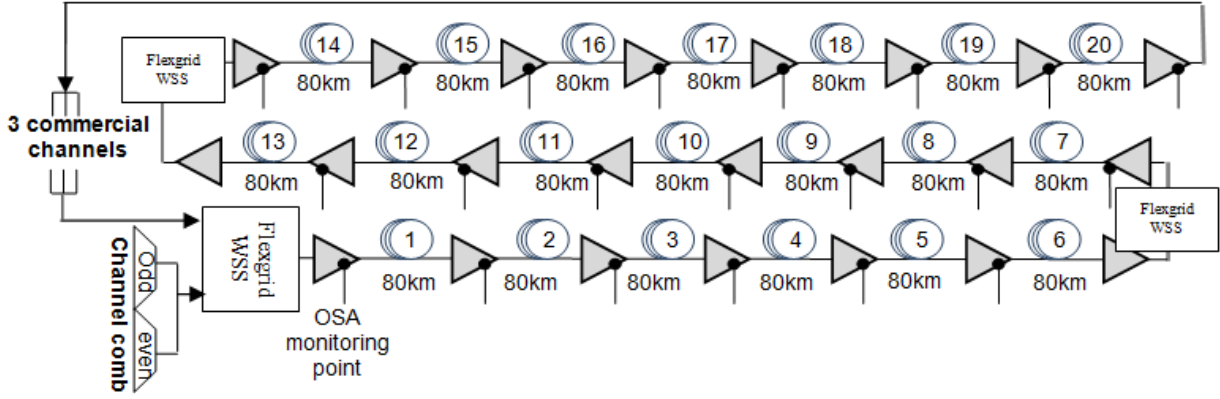 14 15 16 17 18 19 20
Flexgrid
WSS
80km 80km 80km 80km 80km 80km 80km
3 commercial
channels
13 12 11 10 9 8 7
80km 80km 80km 80km 80km 80km 80km
Flexgrid
WSS
Flexgrid
WSS
1 2 3 4 5 6
80km 80km 80km 80km 80km 80km
Channel comb
Odd
even
OSA
monitoring
point